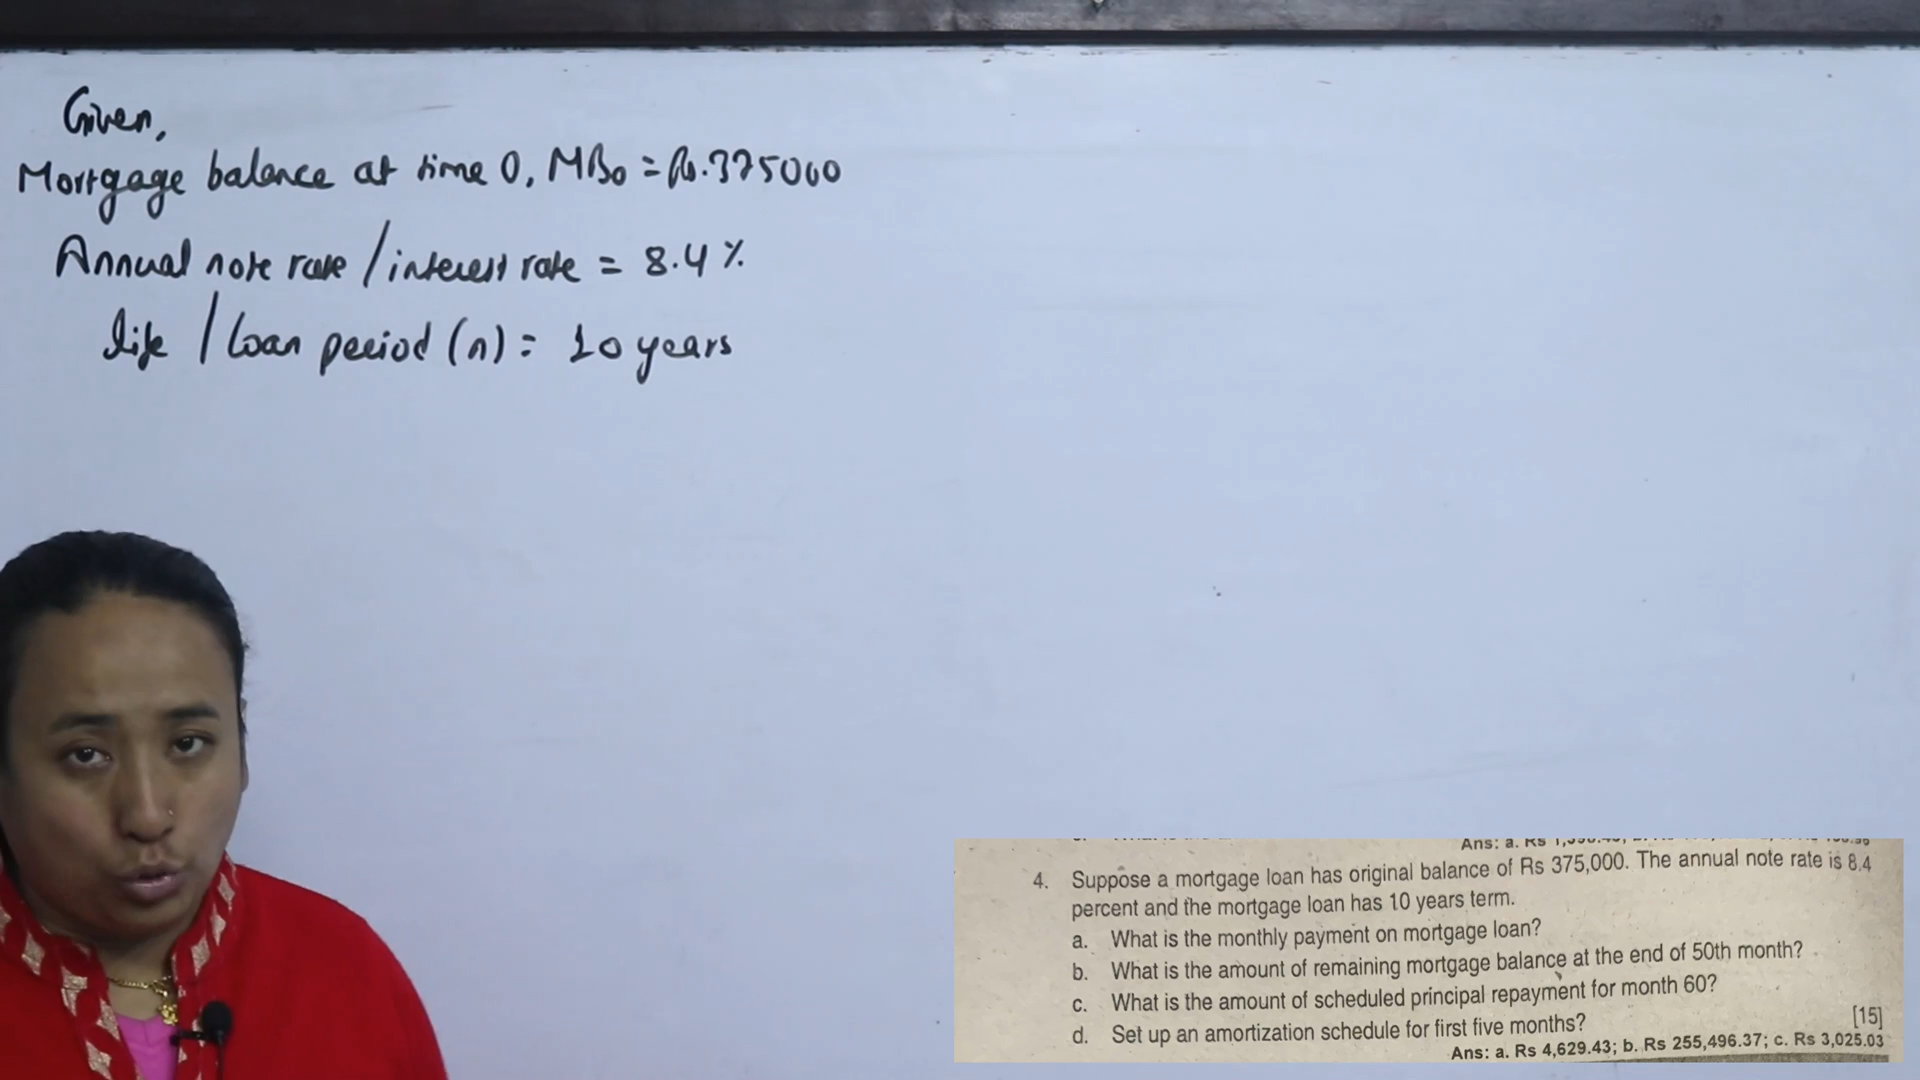 Given,
Mortgage balance at time 0, MB₀ = Rs.375000
Annual note rate / interest rate = 8.4 %
life / loan period (n) = 10 years
Ans: a. Rs
4. Suppose a mortgage loan has original balance of Rs 375,000. The annual note rate is 8.4
percent and the mortgage loan has 10 years term.
a. What is the monthly payment on mortgage loan?
b. What is the amount of remaining mortgage balance at the end of 50th month?
c. What is the amount of scheduled principal repayment for month 60?
d. Set up an amortization schedule for first five months? [15]
Ans: a. Rs 4,629.43; b. Rs 255,496.37; c. Rs 3,025.03